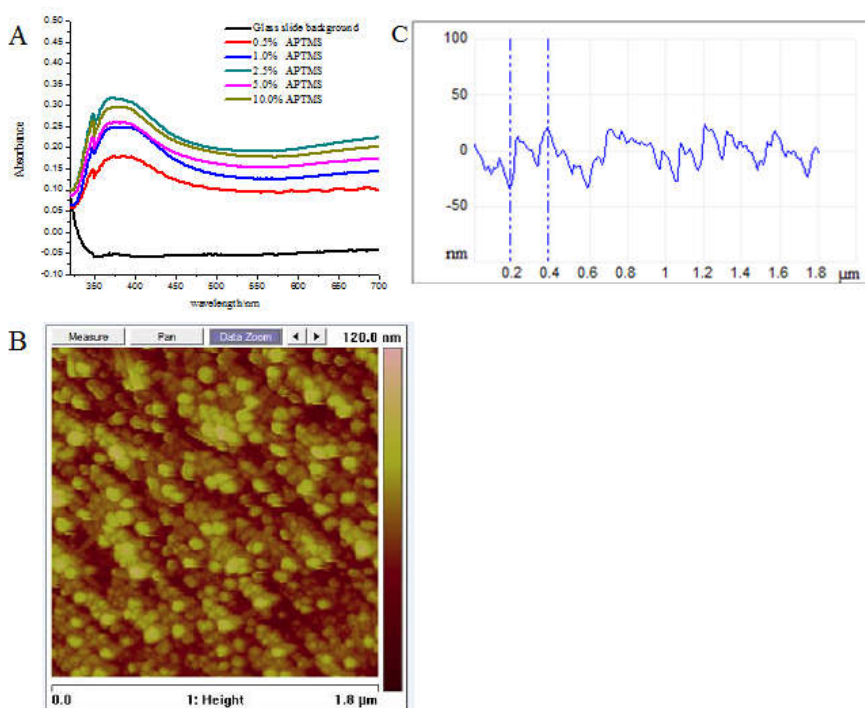 A
0.50
0.45
0.40
0.35
0.30
0.25
0.20
0.15
0.10
0.05
0.00
-0.05
-0.10
Absorbance
Glass slide background
0.5% APTMS
1.0% APTMS
2.5% APTMS
5.0% APTMS
10.0% APTMS
350 400 450 500 550 600 650 700
wavelength/nm
C
100
50
0
-50
nm
0.2 0.4 0.6 0.8 1 1.2 1.4 1.6 1.8 μm
B
Measure Pan Data Zoom 120.0 nm
0.0 1: Height 1.8 μm